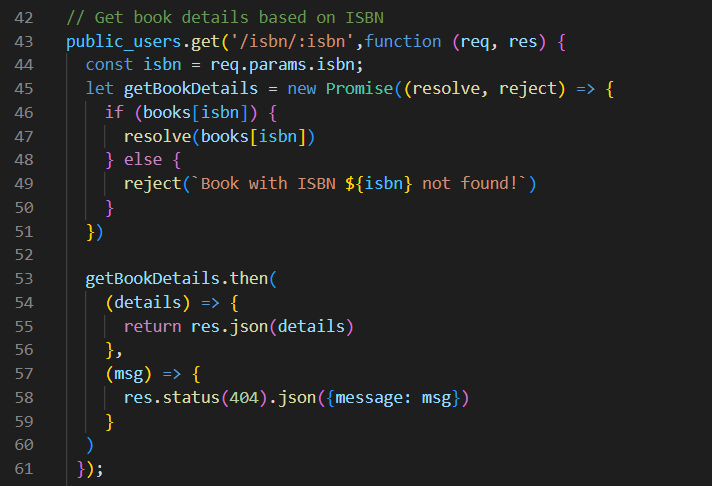 42 // Get book details based on ISBN
43 public_users.get('/isbn/:isbn',function (req, res) {
44   const isbn = req.params.isbn;
45   let getBookDetails = new Promise((resolve, reject) => {
46     if (books[isbn]) {
47       resolve(books[isbn])
48     } else {
49       reject(`Book with ISBN ${isbn} not found!`)
50     }
51   })
52
53   getBookDetails.then(
54     (details) => {
55       return res.json(details)
56     },
57     (msg) => {
58       res.status(404).json({message: msg})
59     }
60   )
61  });